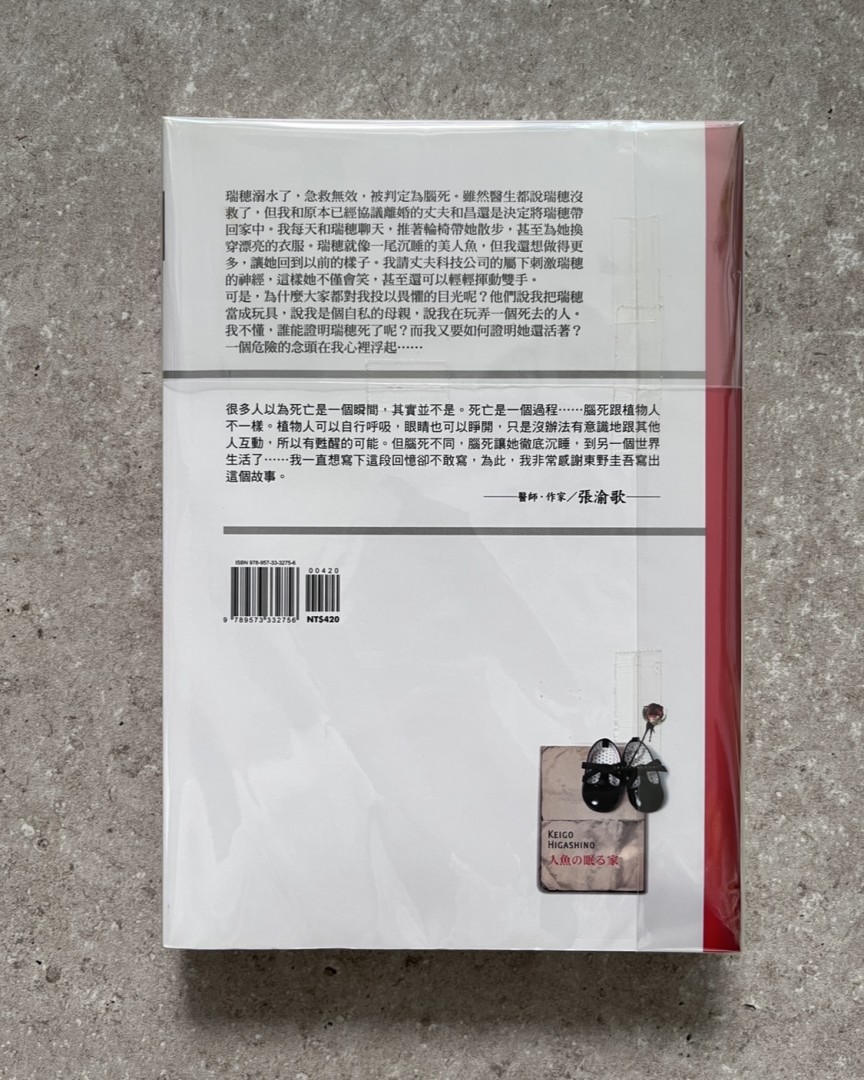 瑞穗溺水了，急救無效，被判定為腦死。雖然醫生都說瑞穗沒
救了，但我和原本已經協議離婚的丈夫和昌還是決定將瑞穗帶
回家中。我每天和瑞穗聊天，推著輪椅帶她散步，甚至為她換
穿漂亮的衣服。瑞穗就像一尾沉睡的美人魚，但我還想做得更
多，讓她回到以前的樣子。我請丈夫科技公司的屬下刺激瑞穗
的神經，這樣她不僅會笑，甚至還可以輕輕揮動雙手。
可是，為什麼大家都對我投以畏懼的目光呢？他們說我把瑞穗
當成玩具，說我是個自私的母親，說我在玩弄一個死去的人。
我不懂，誰能證明瑞穗死了呢？而我又要如何證明她還活著？
一個危險的念頭在我心裡浮起……
很多人以為死亡是一個瞬間，其實並不是。死亡是一個過程……腦死跟植物人
不一樣。植物人可以自行呼吸，眼睛也可以睜開，只是沒辦法有意識地跟其他
人互動，所以有甦醒的可能。但腦死不同，腦死讓她徹底沉睡，到另一個世界
生活了……我一直想寫下這段回憶卻不敢寫，為此，我非常感謝東野圭吾寫出
這個故事。
——醫師·作家／張渝歌——
ISBN 978-957-33-3275-6
00420
9 789573 332756
NT$420
KEIGO
HIGASHINO
人魚の眠る家